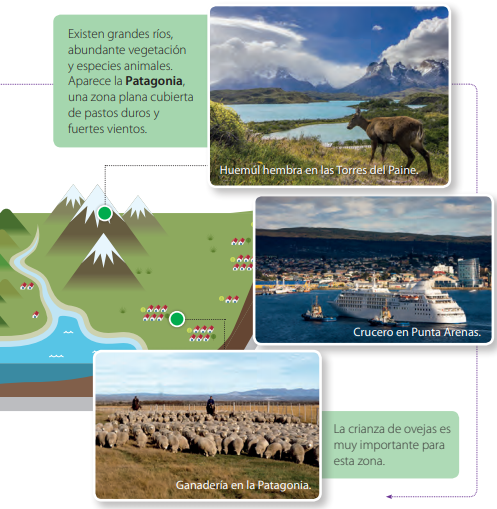 Existen grandes ríos,
abundante vegetación
y especies animales.
Aparece la Patagonia,
una zona plana cubierta
de pastos duros y
fuertes vientos.
Huemul hembra en las Torres del Paine.
Crucero en Punta Arenas.
Ganadería en la Patagonia.
La crianza de ovejas es
muy importante para
esta zona.